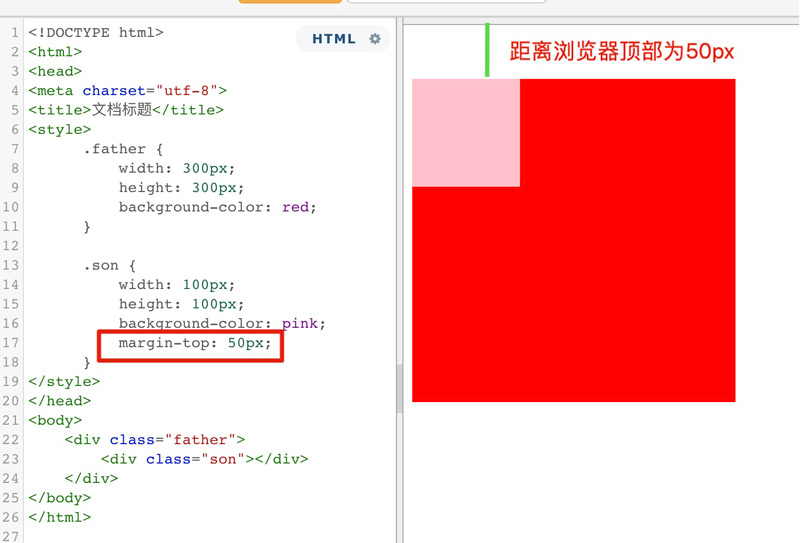 HTML
1 <!DOCTYPE html>
2 <html>
3 <head>
4 <meta charset="utf-8">
5 <title>文档标题</title>
6 <style>
7 .father {
8 width: 300px;
9 height: 300px;
10 background-color: red;
11 }
12
13 .son {
14 width: 100px;
15 height: 100px;
16 background-color: pink;
17 margin-top: 50px;
18 }
19 </style>
20 </head>
21 <body>
22 <div class="father">
23 <div class="son"></div>
24 </div>
25 </body>
26 </html>
27
距离浏览器顶部为50px